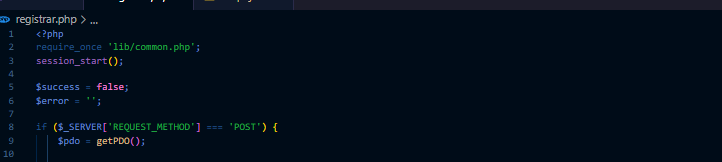 registrar.php > ...
1 <?php
2 require_once 'lib/common.php';
3 session_start();
4
5 $success = false;
6 $error = '';
7
8 if ($_SERVER['REQUEST_METHOD'] === 'POST') {
9 $pdo = getPDO();
10